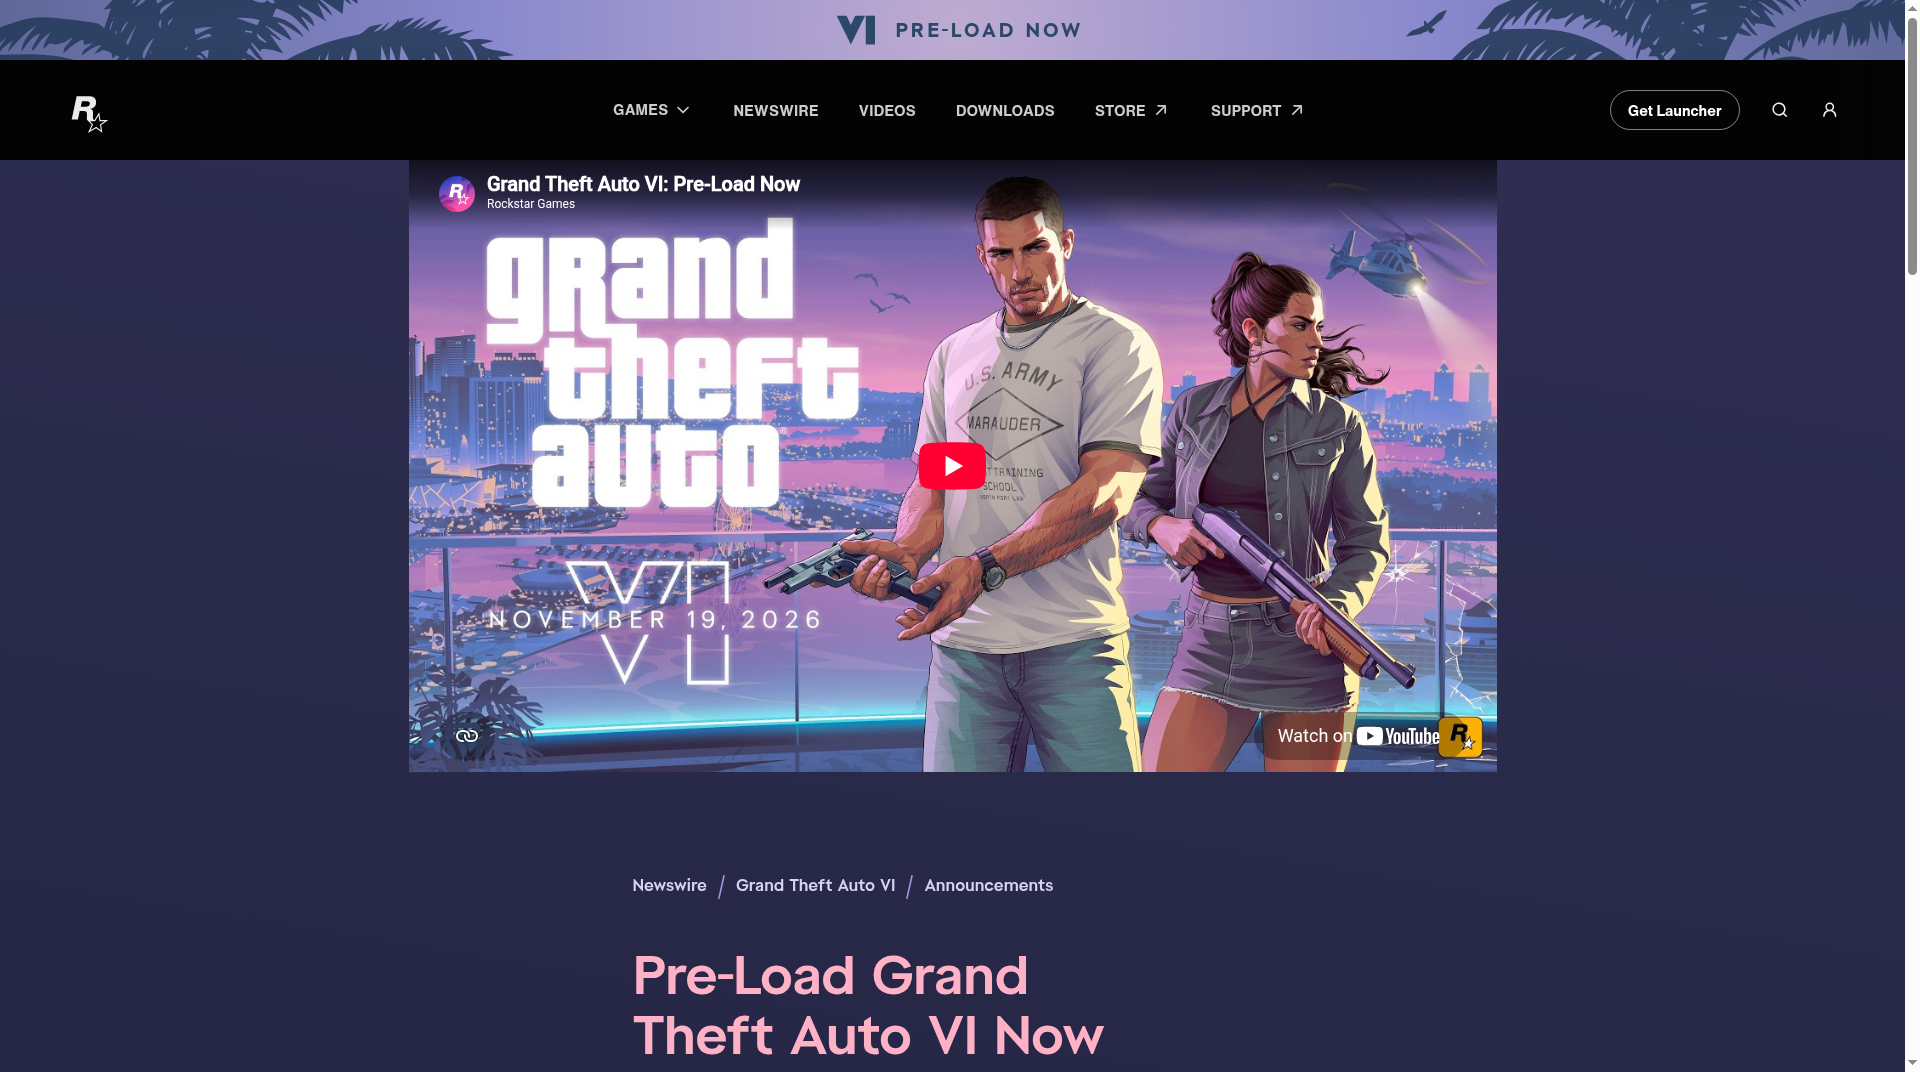 VI PRE-LOAD NOW
GAMES NEWSWIRE VIDEOS DOWNLOADS STORE SUPPORT
Get Launcher
Grand Theft Auto VI: Pre-Load Now
Rockstar Games
grand
theft
auto
VI
NOVEMBER 19, 2026
U.S. ARMY
MARAUDER
TRAINING
SCHOOL
Watch on YouTube
Newswire / Grand Theft Auto VI / Announcements
Pre-Load Grand
Theft Auto VI Now